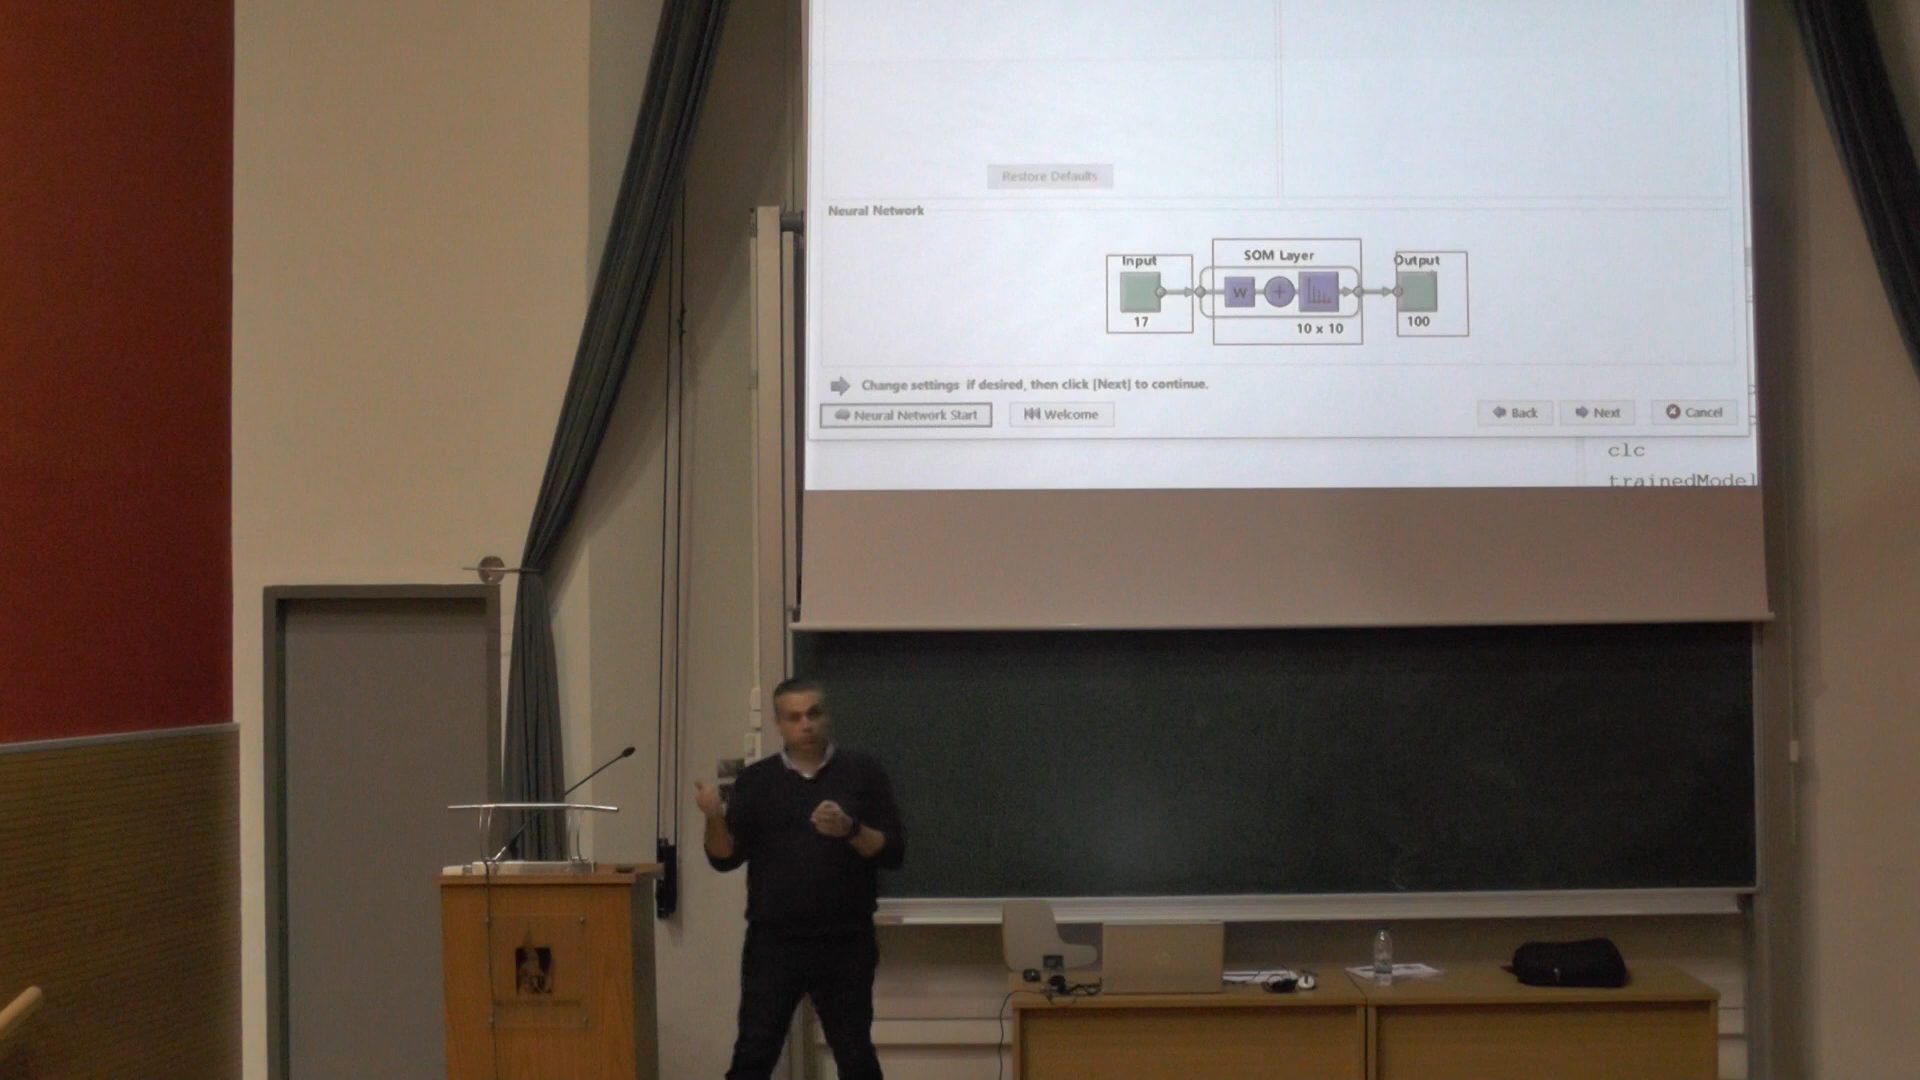 Restore Defaults
Neural Network
Input
SOM Layer
Output
W
+
17
10 x 10
100
Change settings if desired, then click [Next] to continue.
Neural Network Start
Welcome
Back
Next
Cancel
clc
trainedModel